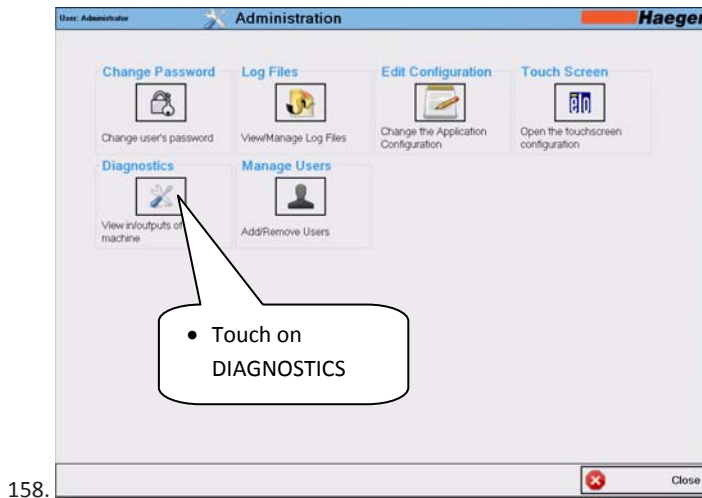 User: Administrator
Administration
Haeger
Change Password
Log Files
Edit Configuration
Touch Screen
elo
Change user's password
View/Manage Log Files
Change the Application
Configuration
Open the touchscreen
configuration
Diagnostics
Manage Users
View in/outputs of
machine
Add/Remove Users
• Touch on
DIAGNOSTICS
158.
Close